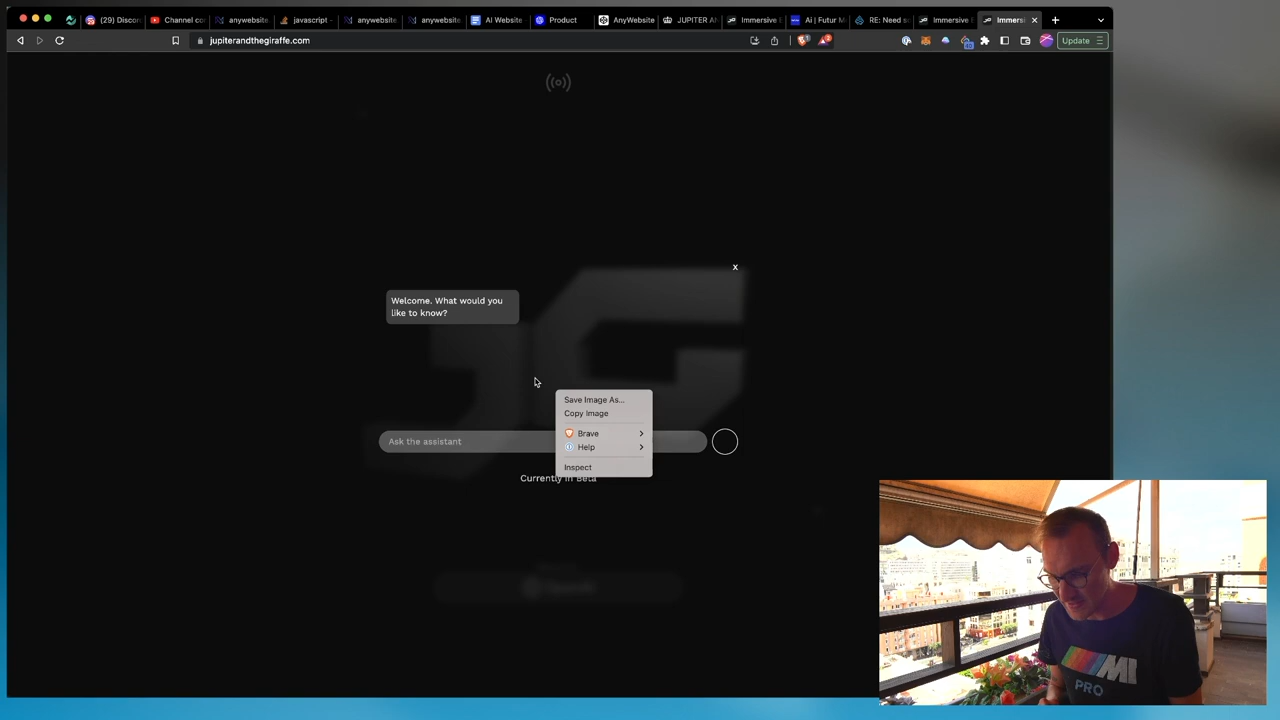 (29) Discor
Channel co
anywebsite
javascript -
anywebsite
anywebsite
AI Website
Product
AnyWebsite
JUPITER AN
Immersive E
Ai | Futur M
RE: Need so
Immersive E
Immersi
jupiterandthegiraffe.com
Update
x
Welcome. What would you
like to know?
Save Image As...
Copy Image
Ask the assistant
Brave
Help
Inspect
Currently in Beta
PRO